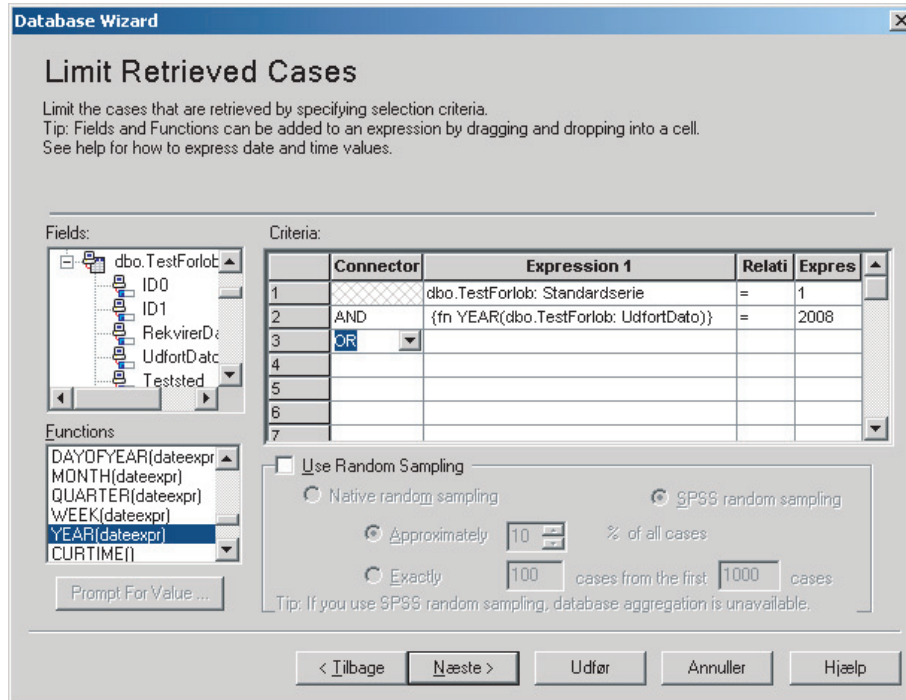 Database Wizard
Limit Retrieved Cases
Limit the cases that are retrieved by specifying selection criteria.
Tip: Fields and Functions can be added to an expression by dragging and dropping into a cell.
See help for how to express date and time values.
Fields:
dbo.TestForlob
ID0
ID1
RekvirerDa
UdfortDato
Teststed
Functions
DAYOFYEAR(dateexpr
MONTH(dateexpr)
QUARTER(dateexpr)
WEEK(dateexpr)
YEAR(dateexpr)
CURTIME()
Prompt For Value ...
Criteria:
Connector Expression 1 Relati Expres
1 dbo.TestForlob: Standardserie = 1
2 AND {fn YEAR(dbo.TestForlob: UdfortDato)} = 2008
3 OR
4
5
6
7
Use Random Sampling
Native random sampling SPSS random sampling
Approximately 10 % of all cases
Exactly 100 cases from the first 1000 cases
Tip: If you use SPSS random sampling, database aggregation is unavailable.
< Tilbage Næste > Udfør Annuller Hjælp